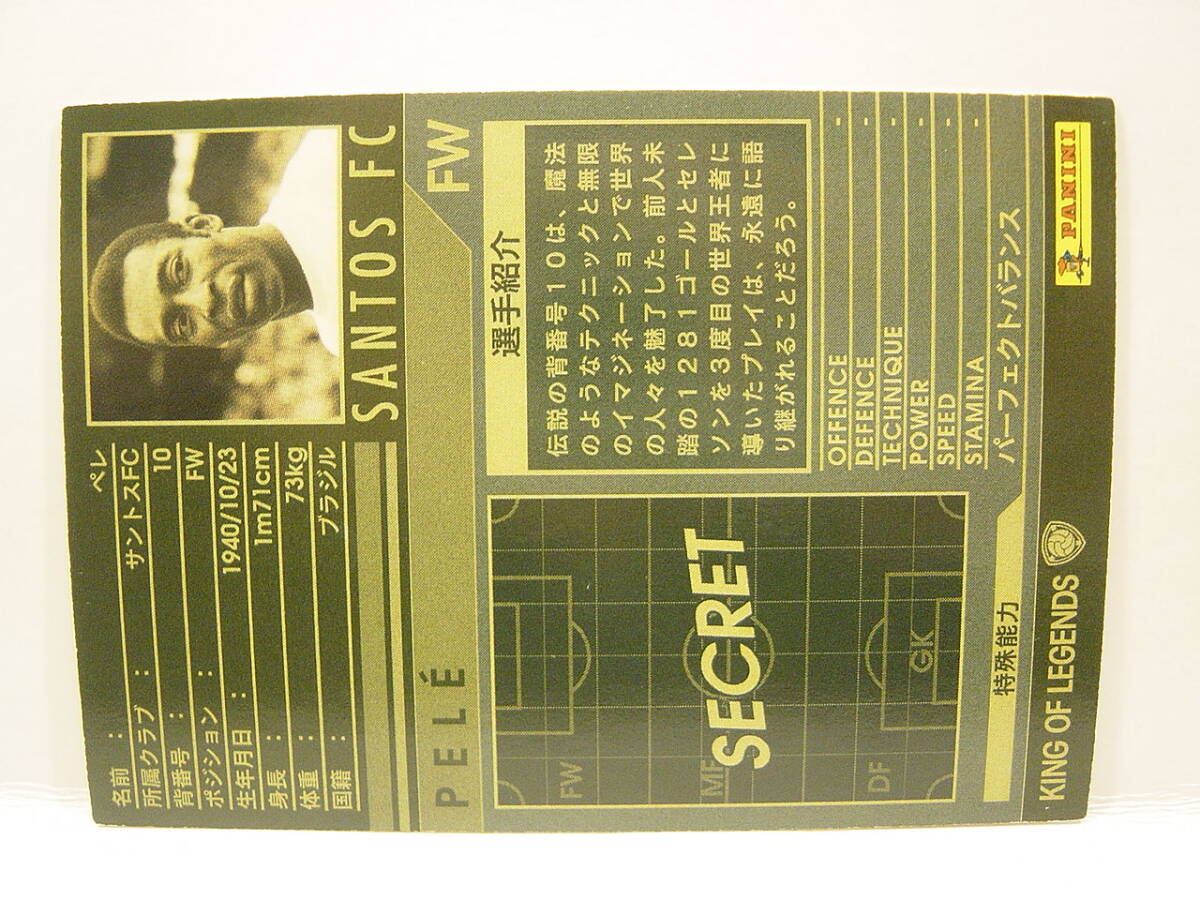 名前 : ペレ
所属クラブ : サントスFC
背番号 : 10
ポジション : FW
生年月日 : 1940/10/23
身長 : 1m71cm
体重 : 73kg
国籍 : ブラジル
SANTOS FC
PELÉ FW
SECRET
FW
MF
DF
GK
選手紹介
伝説の背番号10は、魔法
のようなテクニックと無限
のイマジネーションで世界
の人々を魅了した。前人未
踏の1281ゴールとセレ
ソンを3度目の世界王者に
導いたプレイは、永遠に語
り継がれることだろう。
OFFENCE -
DEFENCE -
TECHNIQUE -
POWER -
SPEED -
STAMINA -
特殊能力 パーフェクトバランス
KING OF LEGENDS
PANINI